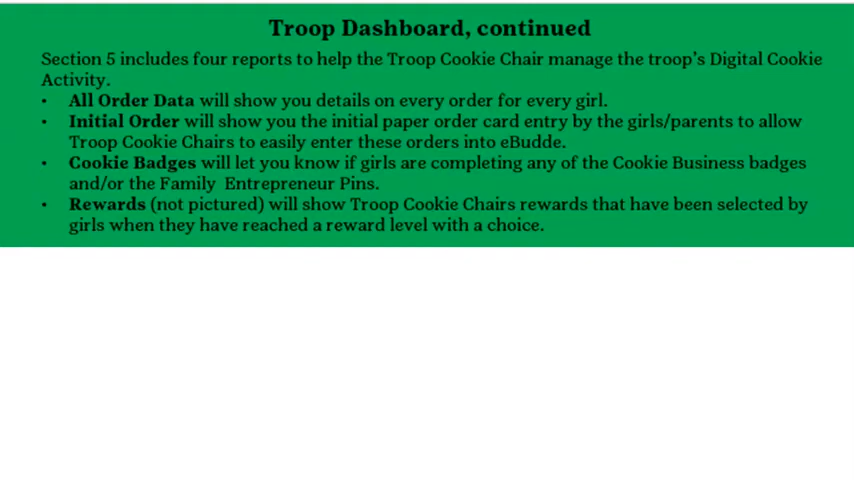 Troop Dashboard, continued
Section 5 includes four reports to help the Troop Cookie Chair manage the troop's Digital Cookie
Activity.
• All Order Data will show you details on every order for every girl.
• Initial Order will show you the initial paper order card entry by the girls/parents to allow
Troop Cookie Chairs to easily enter these orders into eBudde.
• Cookie Badges will let you know if girls are completing any of the Cookie Business badges
and/or the Family  Entrepreneur Pins.
• Rewards (not pictured) will show Troop Cookie Chairs rewards that have been selected by
girls when they have reached a reward level with a choice.